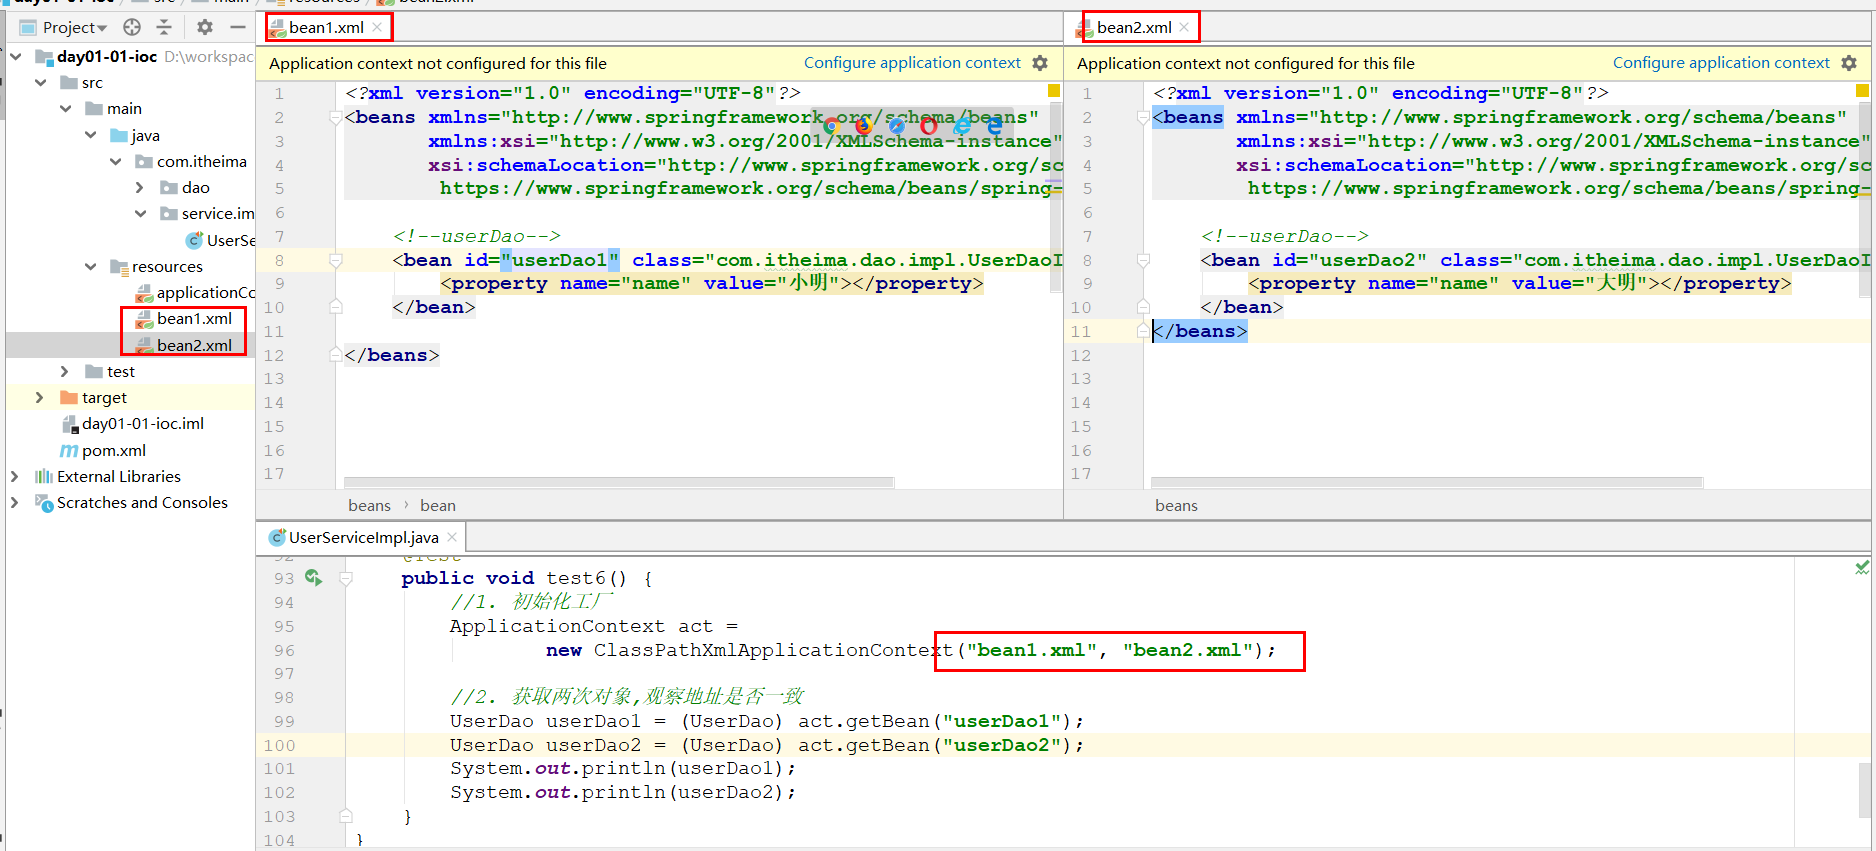 day01-01-ioc
src
main
resources
bean2.xml
Project
day01-01-ioc D:\workspac
src
main
java
com.itheima
dao
service.im
UserSe
resources
applicationCo
bean1.xml
bean2.xml
test
target
day01-01-ioc.iml
pom.xml
External Libraries
Scratches and Consoles
bean1.xml
Application context not configured for this file Configure application context
1 <?xml version="1.0" encoding="UTF-8"?>
2 <beans xmlns="http://www.springframework.org/schema/beans"
3 xmlns:xsi="http://www.w3.org/2001/XMLSchema-instance"
4 xsi:schemaLocation="http://www.springframework.org/sc
5 https://www.springframework.org/schema/beans/spring-
6
7 <!--userDao-->
8 <bean id="userDao1" class="com.itheima.dao.impl.UserDaoI
9 <property name="name" value="小明"></property>
10 </bean>
11
12 </beans>
13
14
15
16
17
beans › bean
bean2.xml
Application context not configured for this file Configure application context
1 <?xml version="1.0" encoding="UTF-8"?>
2 <beans xmlns="http://www.springframework.org/schema/beans"
3 xmlns:xsi="http://www.w3.org/2001/XMLSchema-instance"
4 xsi:schemaLocation="http://www.springframework.org/sc
5 https://www.springframework.org/schema/beans/spring-
6
7 <!--userDao-->
8 <bean id="userDao2" class="com.itheima.dao.impl.UserDaoI
9 <property name="name" value="大明"></property>
10 </bean>
11 </beans>
12
13
14
15
16
17
beans
UserServiceImpl.java
92 @Test
93 public void test6() {
94 //1. 初始化工厂
95 ApplicationContext act =
96 new ClassPathXmlApplicationContext("bean1.xml", "bean2.xml");
97
98 //2. 获取两次对象,观察地址是否一致
99 UserDao userDao1 = (UserDao) act.getBean("userDao1");
100 UserDao userDao2 = (UserDao) act.getBean("userDao2");
101 System.out.println(userDao1);
102 System.out.println(userDao2);
103 }
104 }